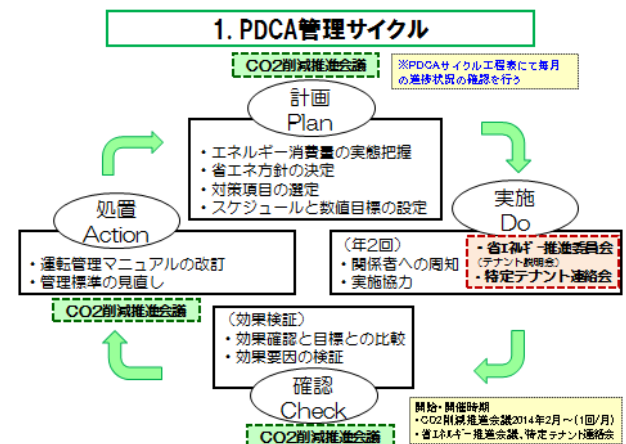 1. PDCA管理サイクル
CO2削減推進会議
※PDCAサイクル工程表にて毎月
の進捗状況の確認を行う
計画
Plan
・エネルギー消費量の実態把握
・省エネ方針の決定
・対策項目の選定
・スケジュールと数値目標の設定
実施
Do
（年2回）
・関係者への周知
・実施協力
・省エネルギー推進委員会
（テナント説明会）
・特定テナント連絡会
処置
Action
・運転管理マニュアルの改訂
・管理標準の見直し
CO2削減推進会議
（効果検証）
・効果確認と目標との比較
・効果要因の検証
確認
Check
CO2削減推進会議
開始・開催時期
・CO2削減推進会議2014年2月～(1回/月)
・省エネルギー推進会議、特定テナント連絡会